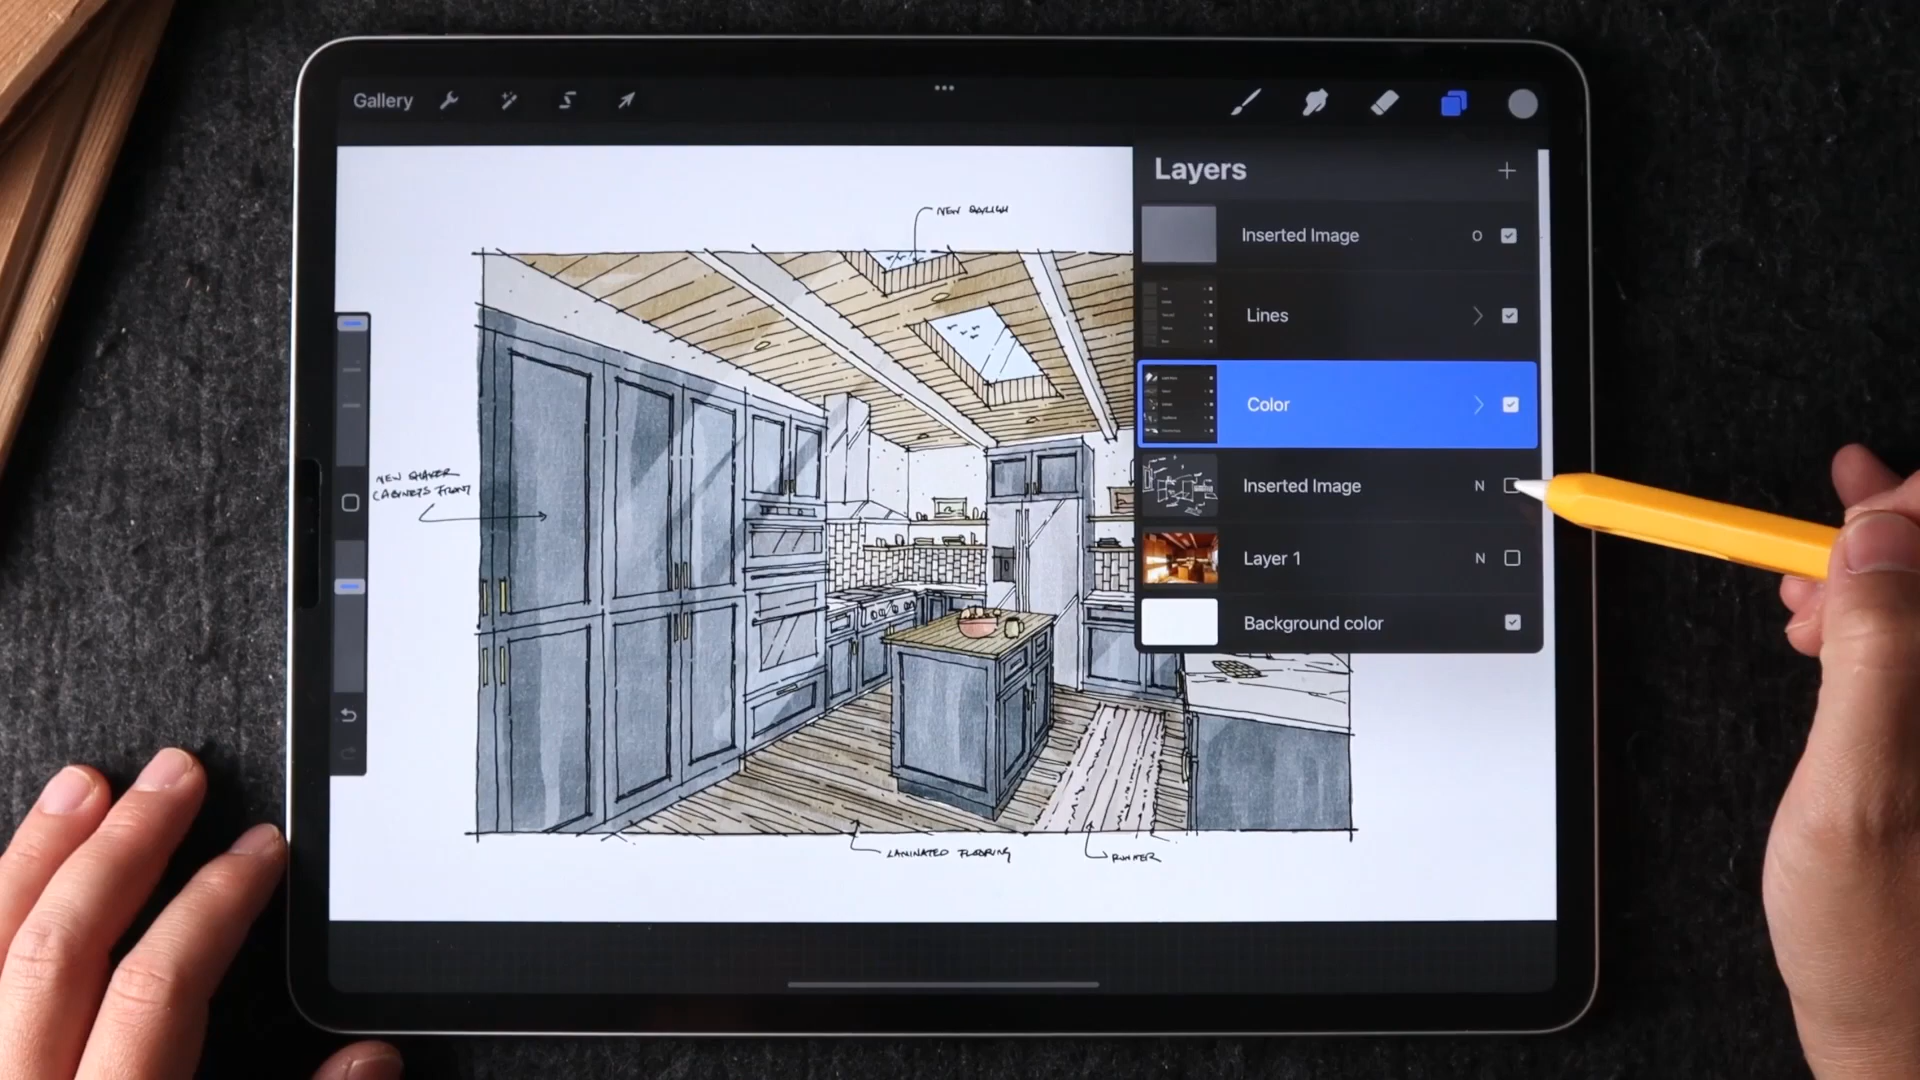 Gallery
Layers
Inserted Image O
Lines
Color
Inserted Image N
Layer 1 N
Background color
NEW
NEW SHAKER
CABINETS FRONT
LAMINATED FLOORING
RUNNER